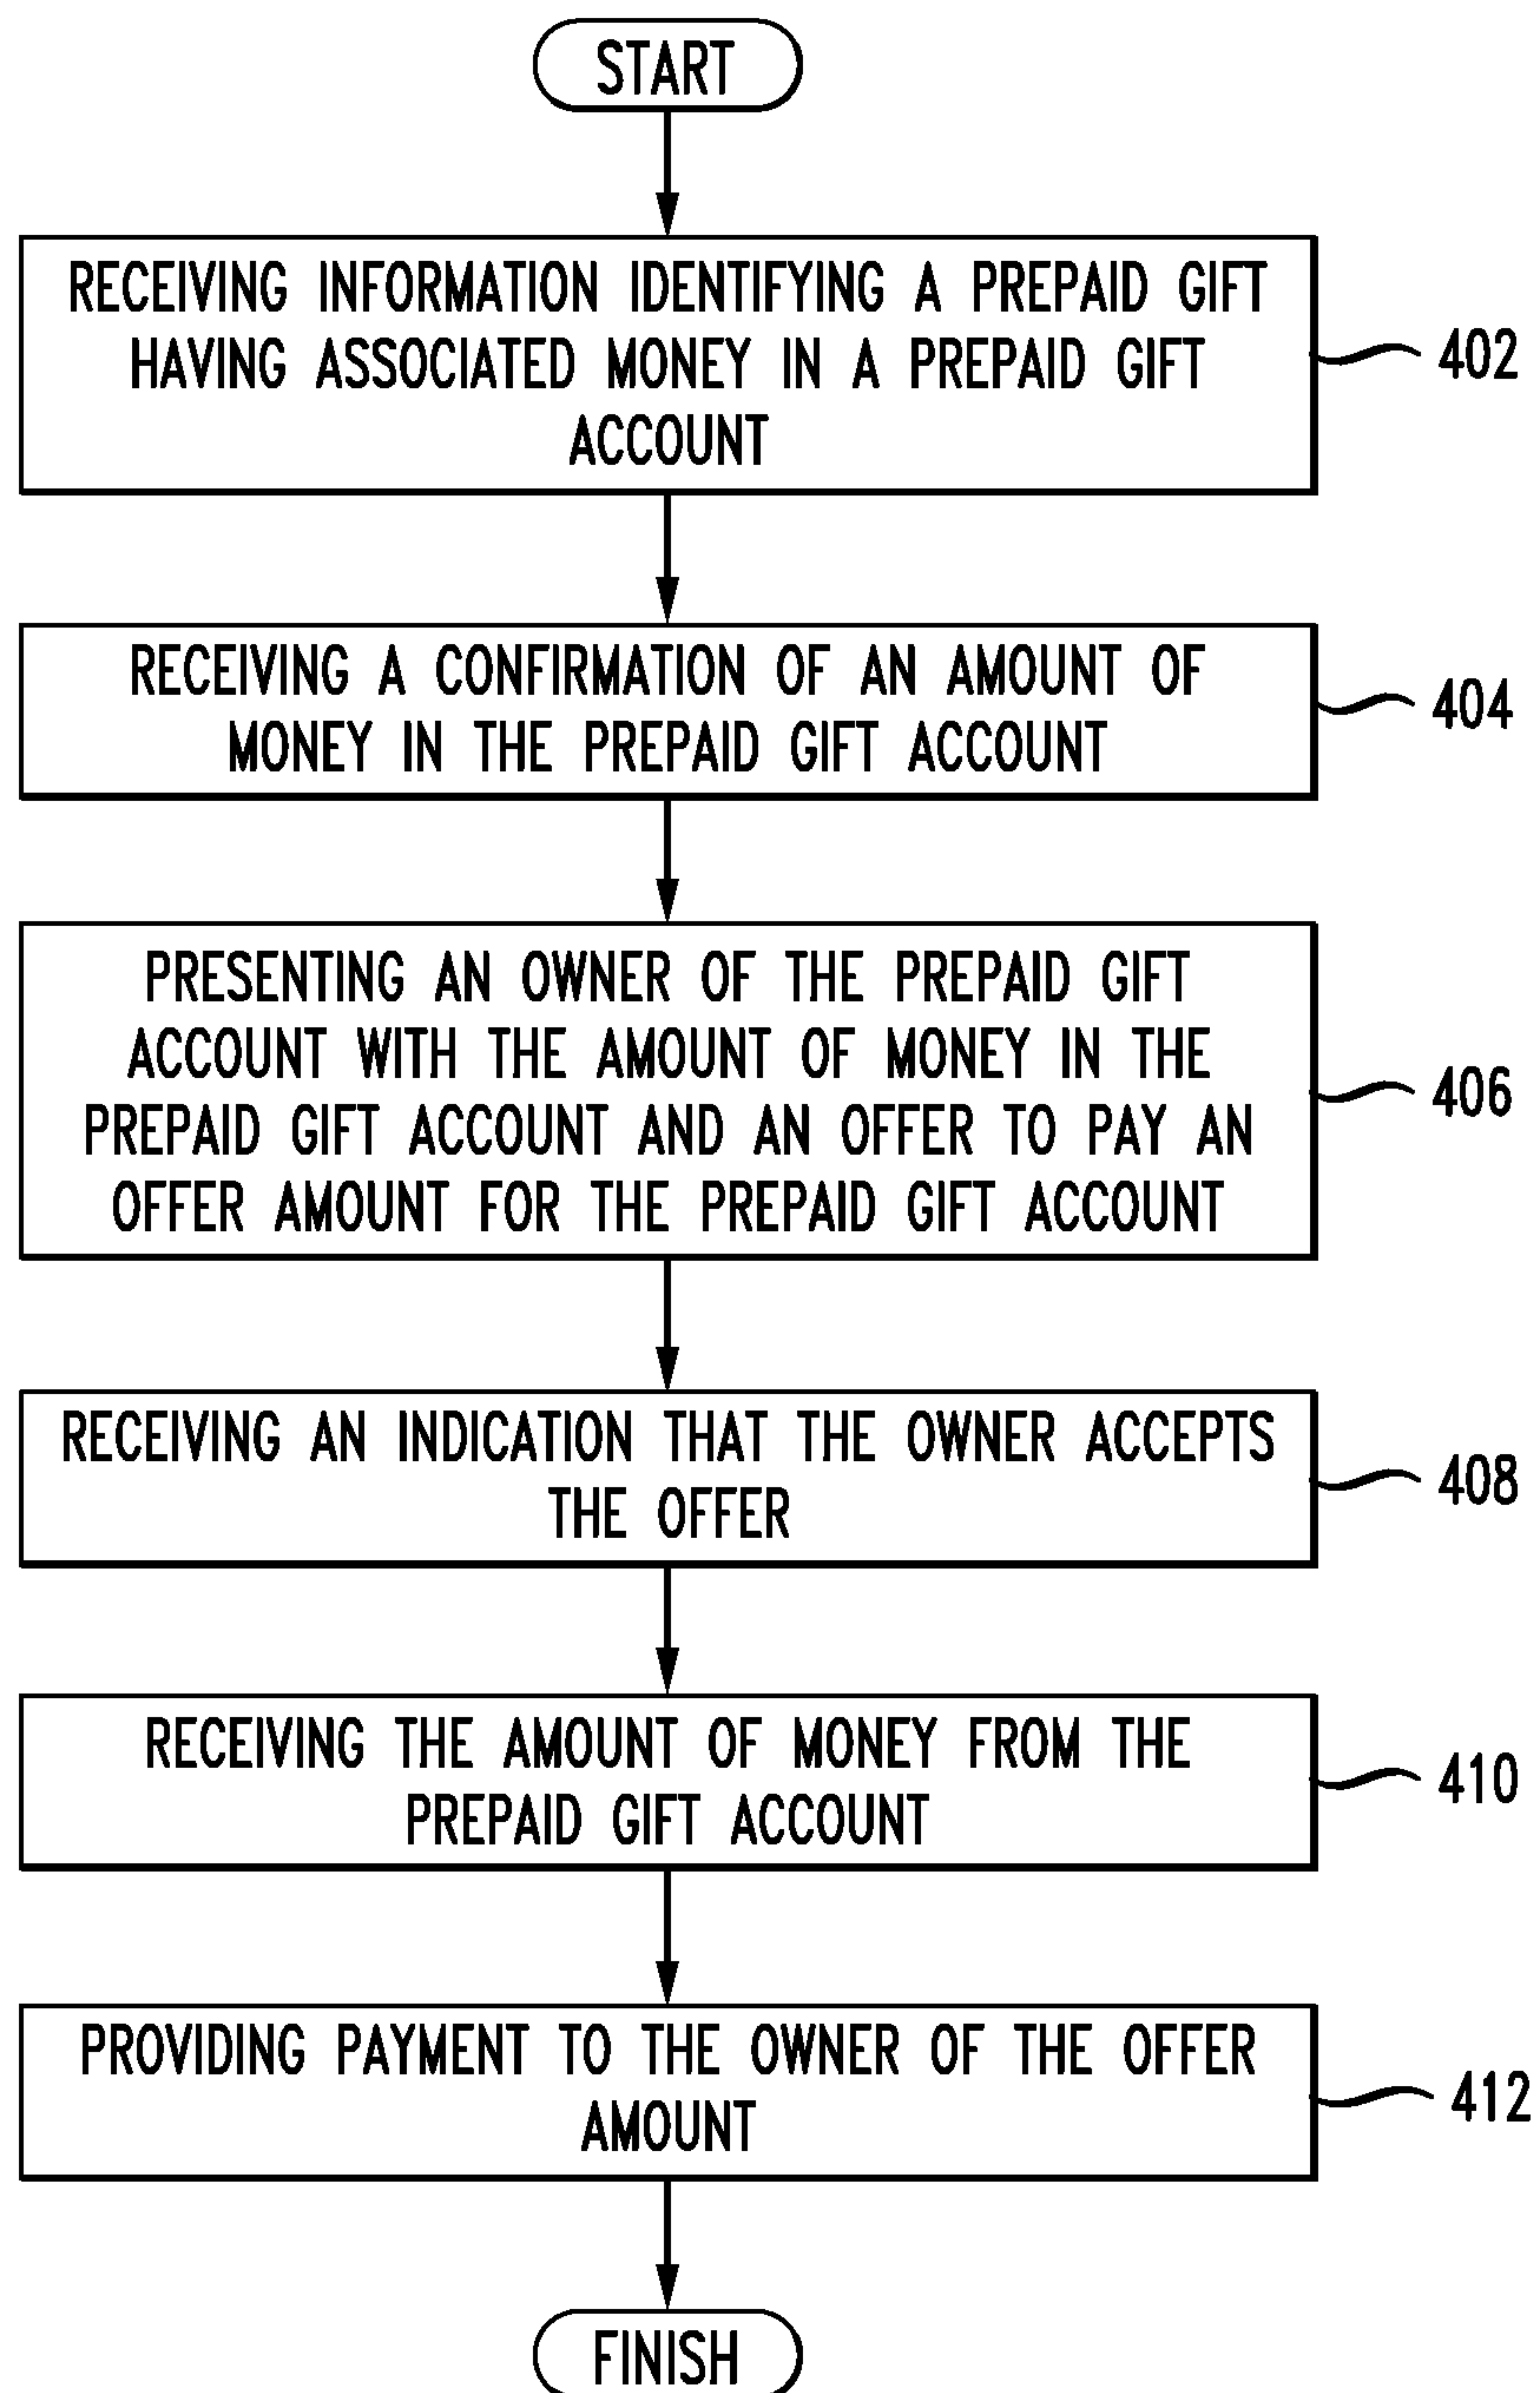 START
RECEIVING INFORMATION IDENTIFYING A PREPAID GIFT
HAVING ASSOCIATED MONEY IN A PREPAID GIFT
ACCOUNT
402
RECEIVING A CONFIRMATION OF AN AMOUNT OF
MONEY IN THE PREPAID GIFT ACCOUNT
404
PRESENTING AN OWNER OF THE PREPAID GIFT
ACCOUNT WITH THE AMOUNT OF MONEY IN THE
PREPAID GIFT ACCOUNT AND AN OFFER TO PAY AN
OFFER AMOUNT FOR THE PREPAID GIFT ACCOUNT
406
RECEIVING AN INDICATION THAT THE OWNER ACCEPTS
THE OFFER
408
RECEIVING THE AMOUNT OF MONEY FROM THE
PREPAID GIFT ACCOUNT
410
PROVIDING PAYMENT TO THE OWNER OF THE OFFER
AMOUNT
412
FINISH